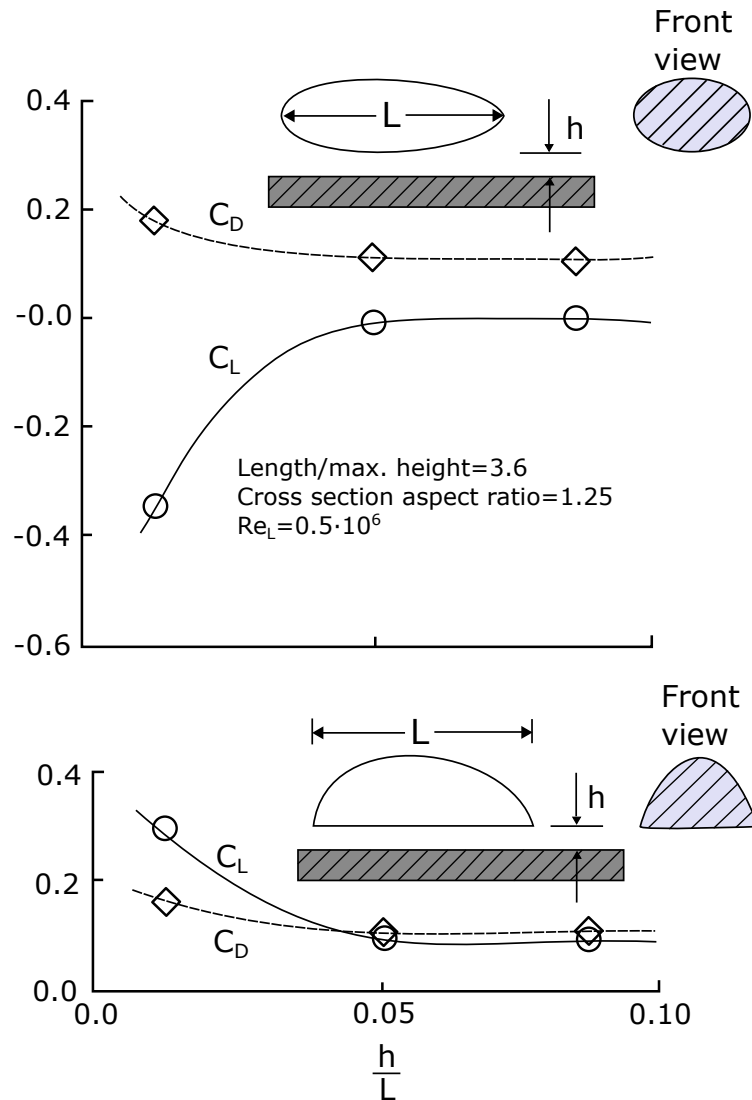 Front
view
0.4
L
h
0.2
C_D
-0.0
C_L
-0.2
Length/max. height=3.6
Cross section aspect ratio=1.25
Re_L=0.5·10⁶
-0.4
-0.6
Front
view
L
0.4
h
C_L
0.2
C_D
0.0
0.0 0.05 0.10
h
L